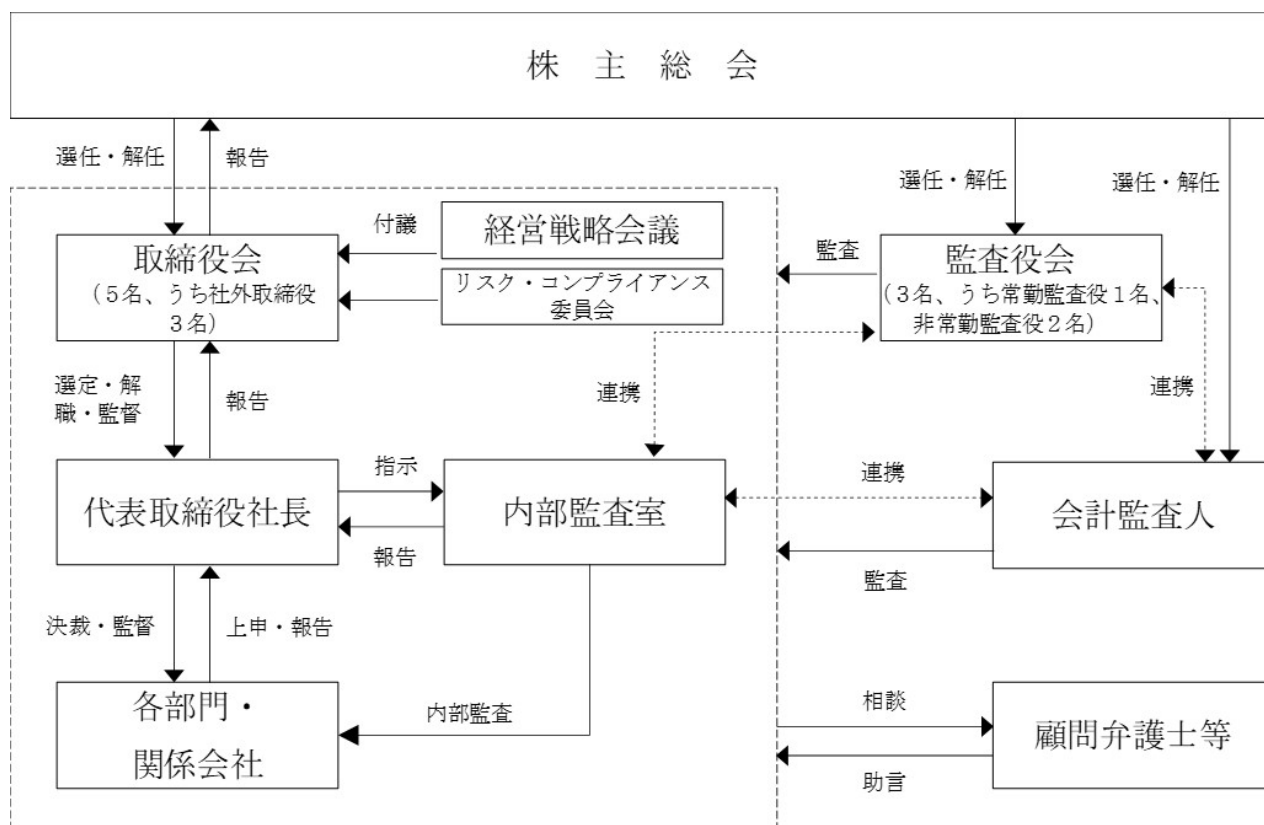 株 主 総 会
選任・解任
報告
選任・解任
選任・解任
付議
経営戦略会議
取締役会
（５名、うち社外取締役
３名）
リスク・コンプライアンス
委員会
監査
監査役会
（３名、うち常勤監査役１名、
非常勤監査役２名）
選定・解
職・監督
報告
連携
連携
代表取締役社長
指示
報告
内部監査室
連携
監査
会計監査人
決裁・監督
上申・報告
各部門・
関係会社
内部監査
相談
助言
顧問弁護士等